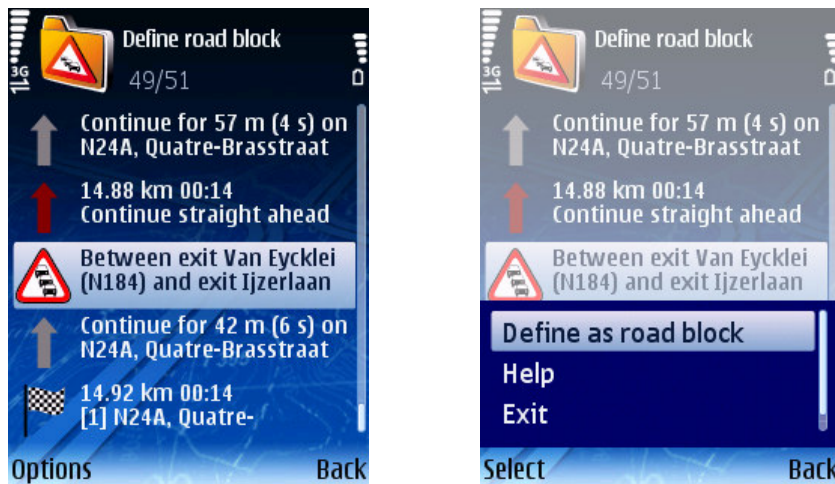 Define road block
3G
49/51
Continue for 57 m (4 s) on
N24A, Quatre-Brasstraat
14.88 km 00:14
Continue straight ahead
Between exit Van Eycklei
(N184) and exit Ijzerlaan
Continue for 42 m (6 s) on
N24A, Quatre-Brasstraat
14.92 km 00:14
[1] N24A, Quatre-
Options
Back
Define road block
3G
49/51
Continue for 57 m (4 s) on
N24A, Quatre-Brasstraat
14.88 km 00:14
Continue straight ahead
Between exit Van Eycklei
(N184) and exit Ijzerlaan
Define as road block
Help
Exit
Select
Back